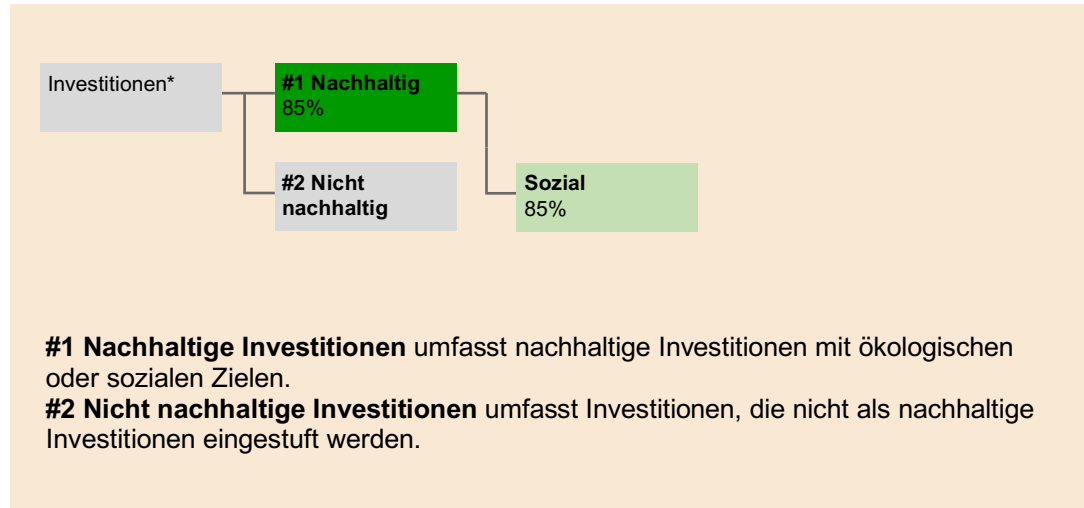 Investitionen*
#1 Nachhaltig
85%
#2 Nicht
nachhaltig
Sozial
85%
#1 Nachhaltige Investitionen umfasst nachhaltige Investitionen mit ökologischen
oder sozialen Zielen.
#2 Nicht nachhaltige Investitionen umfasst Investitionen, die nicht als nachhaltige
Investitionen eingestuft werden.